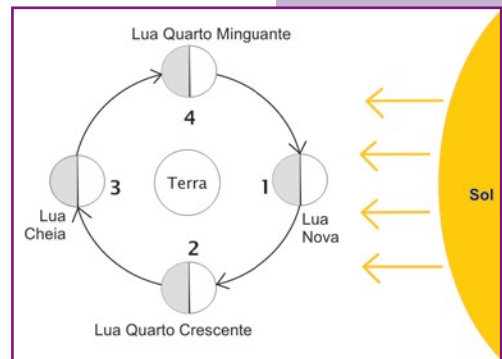 Lua Quarto Minguante
4
Terra
3
1
Lua
Cheia
Lua
Nova
2
Lua Quarto Crescente
Sol